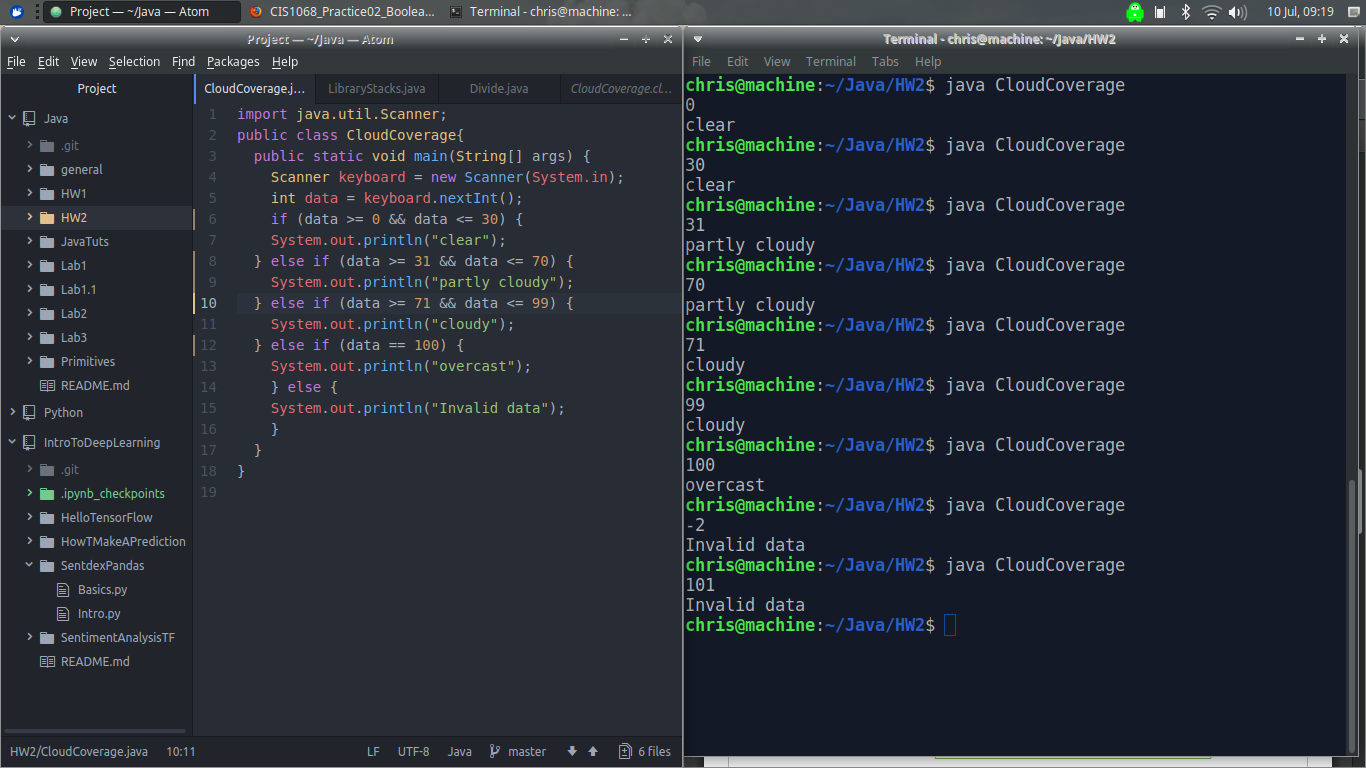 Project — ~/Java — Atom
CIS1068_Practice02_Boolea...
Terminal - chris@machine: ...
10 Jul, 09:19
Project — ~/Java — Atom
File Edit View Selection Find Packages Help
Project
Java
.git
general
HW1
HW2
JavaTuts
Lab1
Lab1.1
Lab2
Lab3
Primitives
README.md
Python
IntroToDeepLearning
.git
.ipynb_checkpoints
HelloTensorFlow
HowTMakeAPrediction
SentdexPandas
Basics.py
Intro.py
SentimentAnalysisTF
README.md
CloudCoverage.j... LibraryStacks.java Divide.java CloudCoverage.cl...
1 import java.util.Scanner;
2 public class CloudCoverage{
3   public static void main(String[] args) {
4     Scanner keyboard = new Scanner(System.in);
5     int data = keyboard.nextInt();
6     if (data >= 0 && data <= 30) {
7     System.out.println("clear");
8   } else if (data >= 31 && data <= 70) {
9     System.out.println("partly cloudy");
10   } else if (data >= 71 && data <= 99) {
11     System.out.println("cloudy");
12   } else if (data == 100) {
13     System.out.println("overcast");
14     } else {
15     System.out.println("Invalid data");
16     }
17   }
18 }
19
HW2/CloudCoverage.java 10:11 LF UTF-8 Java master 6 files
Terminal - chris@machine: ~/Java/HW2
File Edit View Terminal Tabs Help
chris@machine:~/Java/HW2$ java CloudCoverage
0
clear
chris@machine:~/Java/HW2$ java CloudCoverage
30
clear
chris@machine:~/Java/HW2$ java CloudCoverage
31
partly cloudy
chris@machine:~/Java/HW2$ java CloudCoverage
70
partly cloudy
chris@machine:~/Java/HW2$ java CloudCoverage
71
cloudy
chris@machine:~/Java/HW2$ java CloudCoverage
99
cloudy
chris@machine:~/Java/HW2$ java CloudCoverage
100
overcast
chris@machine:~/Java/HW2$ java CloudCoverage
-2
Invalid data
chris@machine:~/Java/HW2$ java CloudCoverage
101
Invalid data
chris@machine:~/Java/HW2$